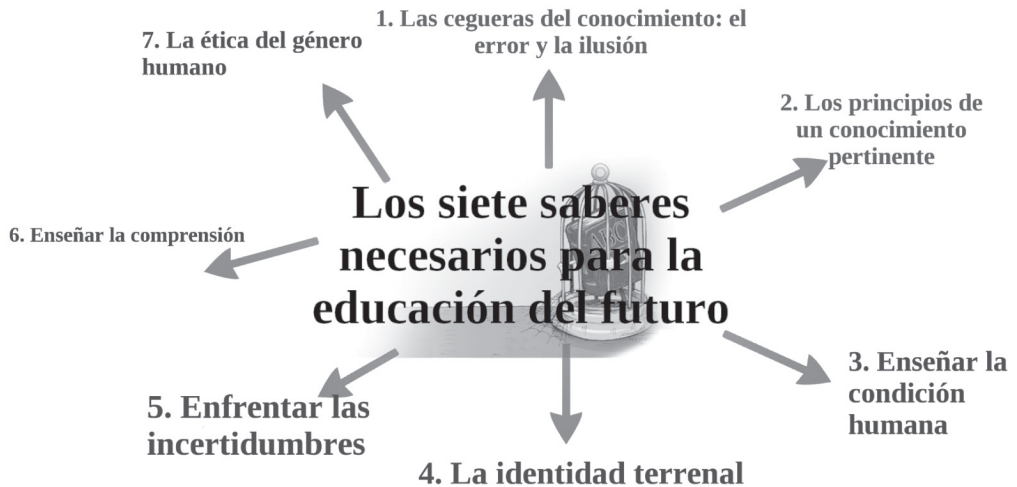 Los siete saberes
necesarios para la
educación del futuro
1. Las cegueras del conocimiento: el
error y la ilusión
2. Los principios de
un conocimiento
pertinente
3. Enseñar la
condición
humana
4. La identidad terrenal
5. Enfrentar las
incertidumbres
6. Enseñar la comprensión
7. La ética del género
humano
ABC